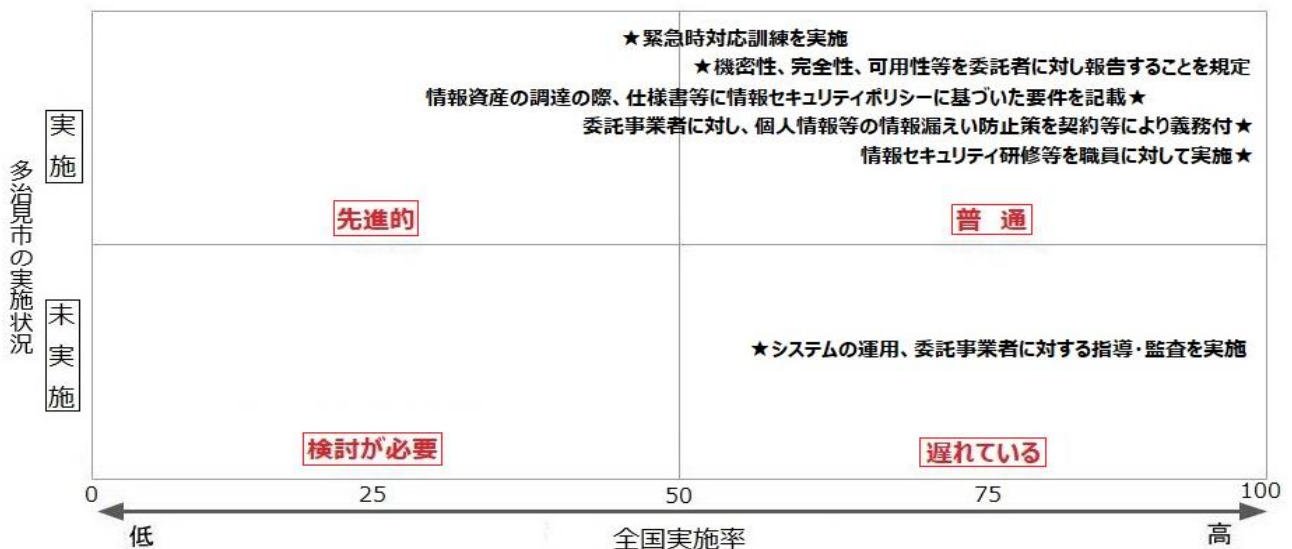 ★緊急時対応訓練を実施
★機密性、完全性、可用性等を委託者に対し報告することを規定
情報資産の調達の際、仕様書等に情報セキュリティポリシーに基づいた要件を記載★
委託事業者に対し、個人情報等の情報漏えい防止策を契約等により義務付★
情報セキュリティ研修等を職員に対して実施★
実施
多治見市の実施状況
先進的
普 通
未実施
★システムの運用、委託事業者に対する指導・監査を実施
検討が必要
遅れている
0 25 50 75 100
低 全国実施率 高